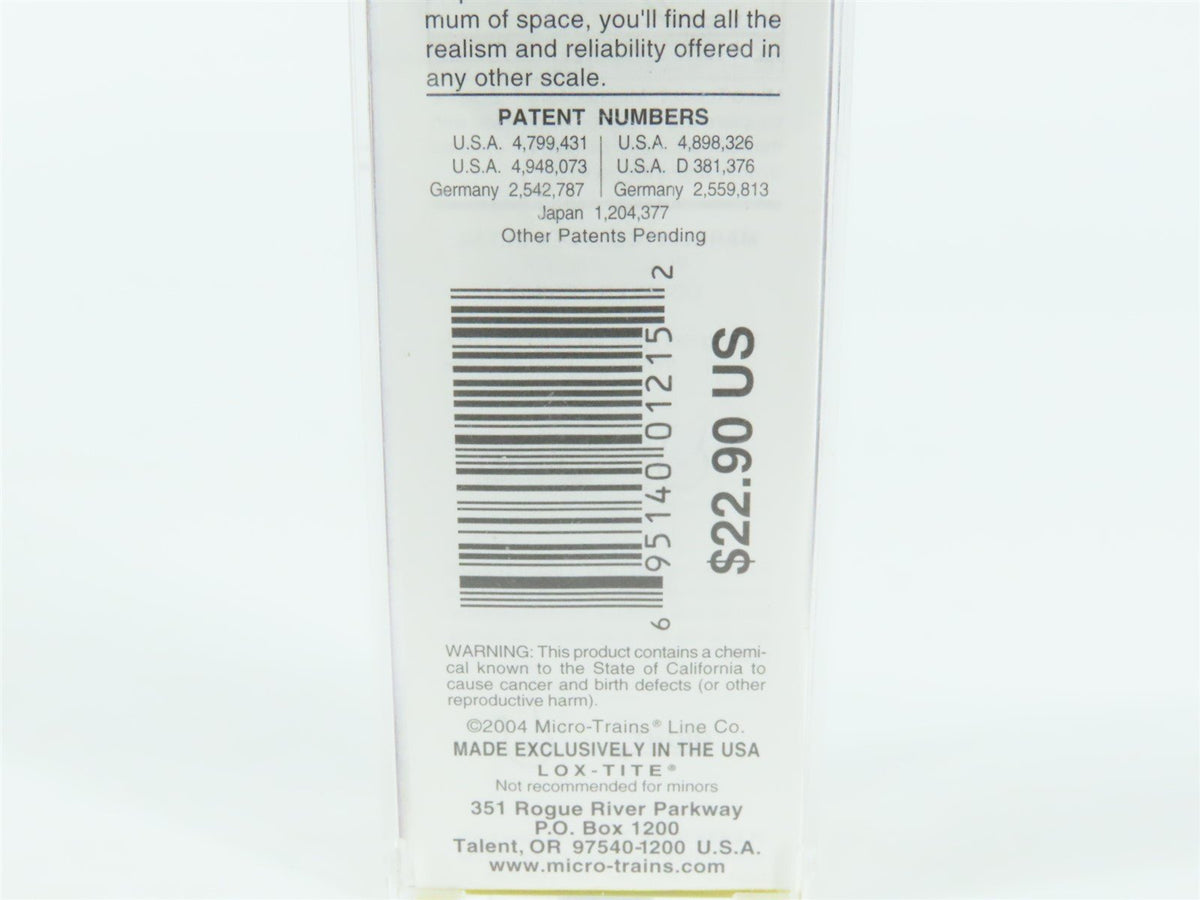 mum of space, you'll find all the
realism and reliability offered in
any other scale.
PATENT NUMBERS
U.S.A. 4,799,431 | U.S.A. 4,898,326
U.S.A. 4,948,073 | U.S.A. D 381,376
Germany 2,542,787 | Germany 2,559,813
Japan 1,204,377
Other Patents Pending
6 95140 01215 2
$22.90 US
WARNING: This product contains a chemi-
cal known to the State of California to
cause cancer and birth defects (or other
reproductive harm).
©2004 Micro-Trains® Line Co.
MADE EXCLUSIVELY IN THE USA
LOX-TITE®
Not recommended for minors
351 Rogue River Parkway
P.O. Box 1200
Talent, OR 97540-1200 U.S.A.
www.micro-trains.com